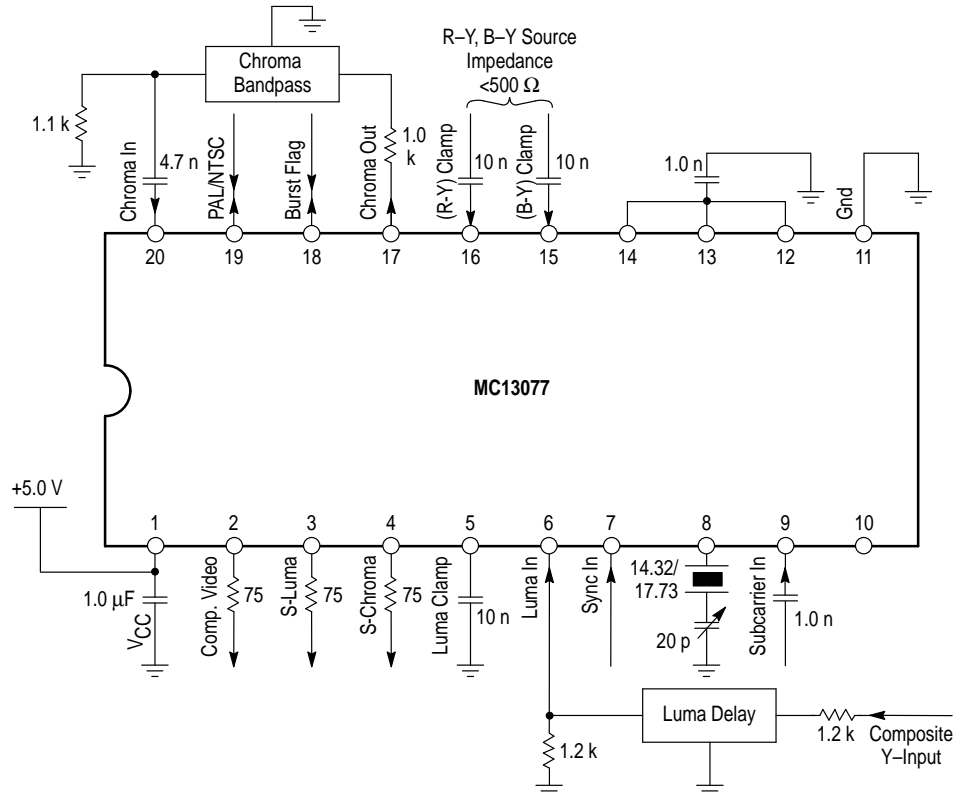 R–Y, B–Y Source
Impedance
<500 Ω
Chroma
Bandpass
1.1 k
Chroma In
4.7 n
PAL/NTSC
Burst Flag
Chroma Out
1.0
k
(R-Y) Clamp
10 n
(B-Y) Clamp
10 n
1.0 n
Gnd
20
19
18
17
16
15
14
13
12
11
MC13077
+5.0 V
1
2
3
4
5
6
7
8
9
10
1.0 µF
VCC
Comp. Video
75
S-Luma
75
S-Chroma
75
Luma Clamp
10 n
Luma In
Sync In
14.32/
17.73
20 p
Subcarrier In
1.0 n
1.2 k
Luma Delay
1.2 k
Composite
Y–Input